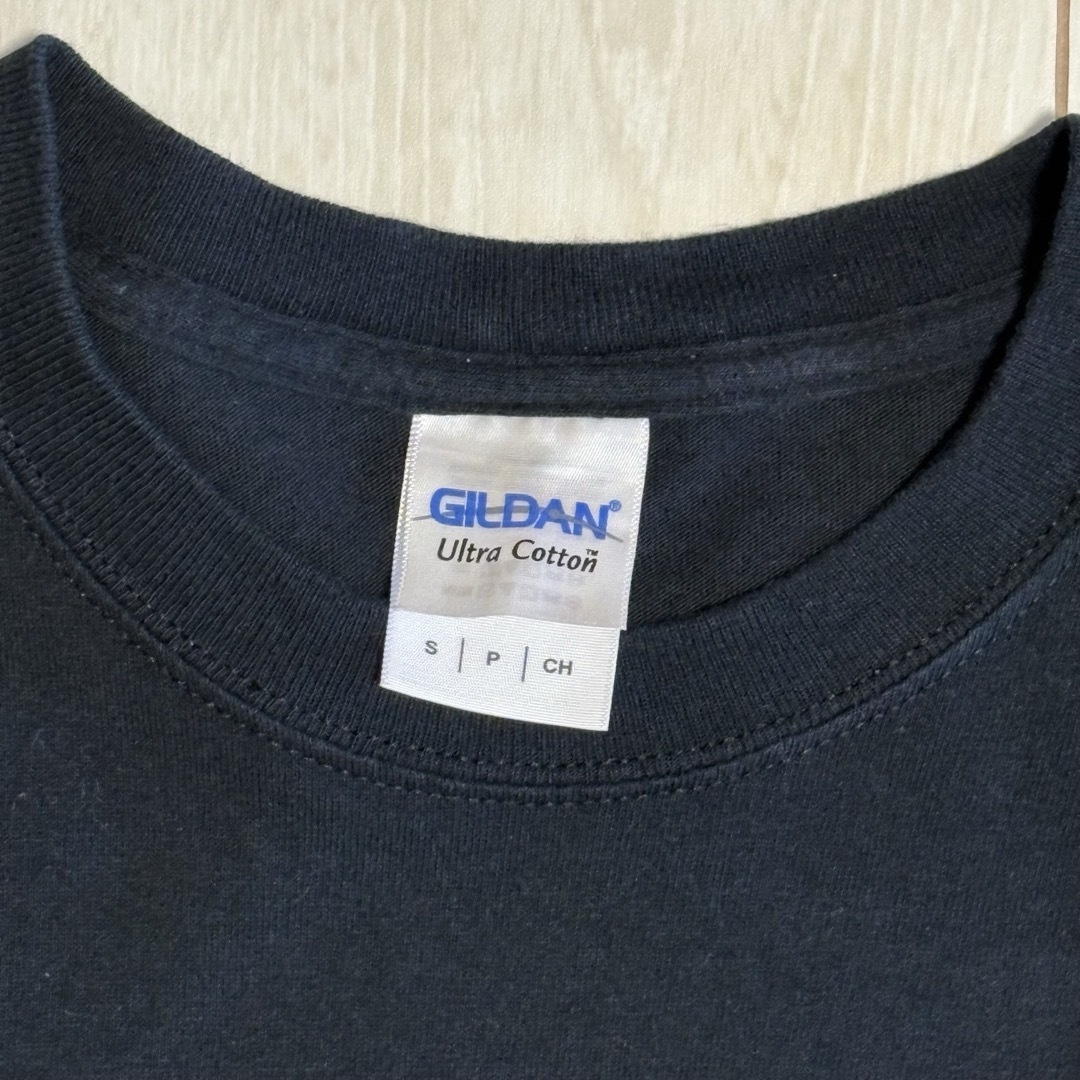 GILDAN®
Ultra Cotton™
S | P | CH